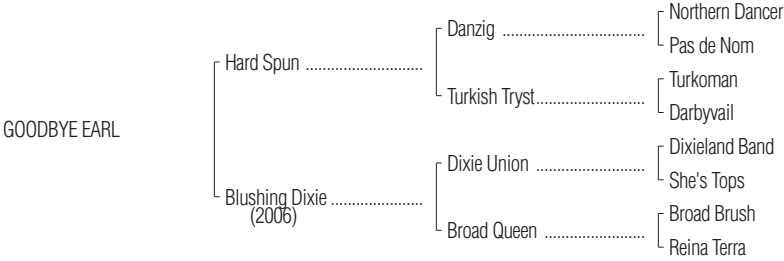 Northern Dancer
Danzig ....................................
Pas de Nom
Hard Spun .............................
Turkoman
Turkish Tryst...........................
Darbyvail
GOODBYE EARL
Dixieland Band
Dixie Union ...........................
She's Tops
Blushing Dixie .......................
(2006)
Broad Brush
Broad Queen .........................
Reina Terra